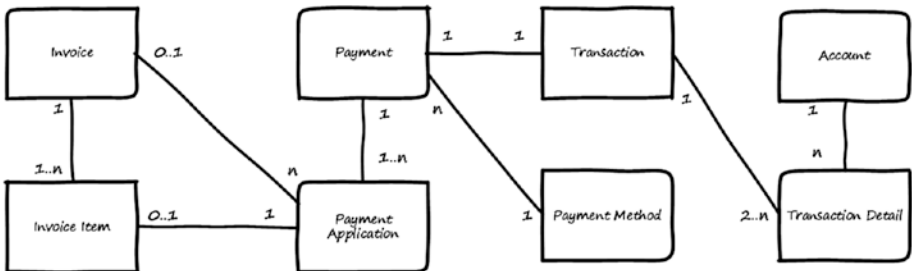 Invoice
0..1
Payment
1
1
Transaction
Account
1
1
n
1
1
1..n
1..n
n
n
Invoice Item
0..1
1
Payment
Application
1
Payment Method
2..n
Transaction Detail